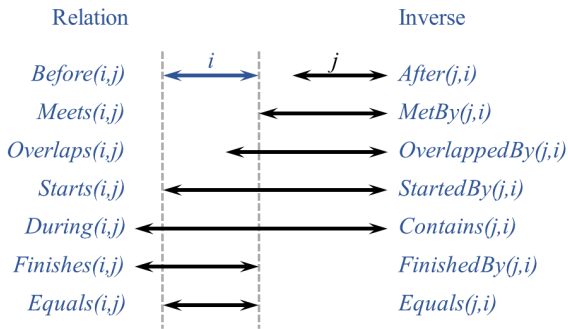 Relation Inverse
Before(i,j) i j After(j,i)
Meets(i,j) MetBy(j,i)
Overlaps(i,j) OverlappedBy(j,i)
Starts(i,j) StartedBy(j,i)
During(i,j) Contains(j,i)
Finishes(i,j) FinishedBy(j,i)
Equals(i,j) Equals(j,i)